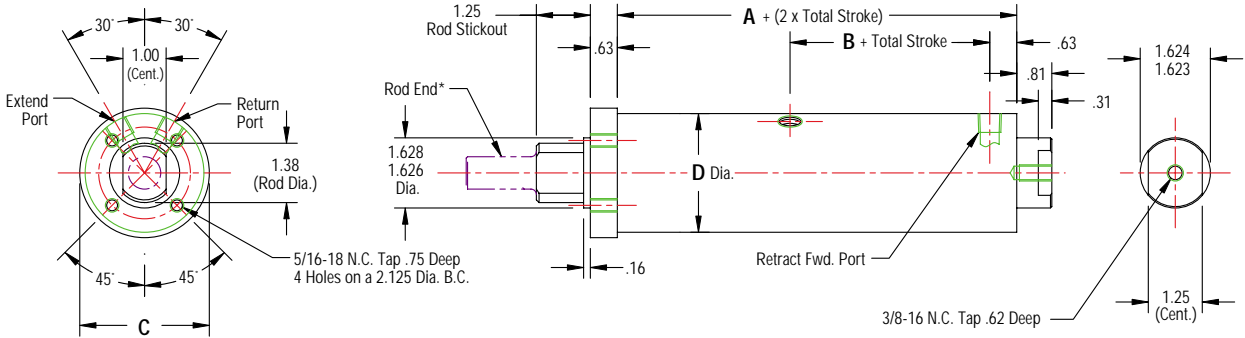 30°
30°
1.00
(Cent.)
Extend
Port
Return
Port
1.38
(Rod Dia.)
5/16-18 N.C. Tap .75 Deep
4 Holes on a 2.125 Dia. B.C.
45°
45°
C
1.25
Rod Stickout
.63
A + (2 x Total Stroke)
B + Total Stroke
.63
.81
.31
Rod End*
1.628
1.626
Dia.
D Dia.
.16
Retract Fwd. Port
1.624
1.623
3/8-16 N.C. Tap .62 Deep
1.25
(Cent.)